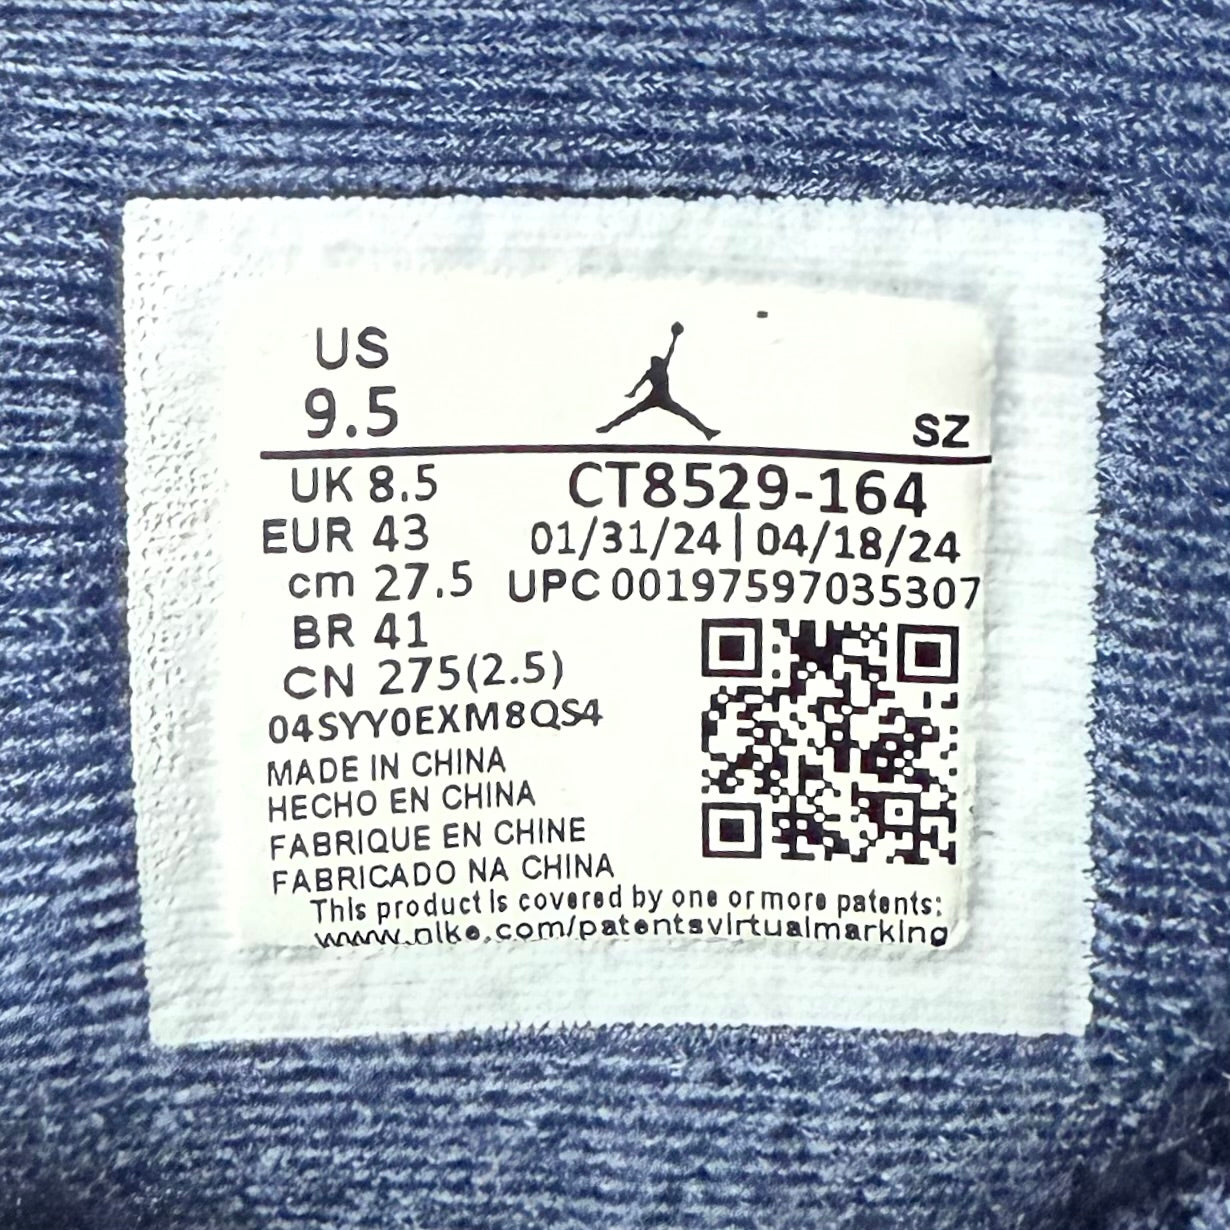 US
9.5
SZ
UK 8.5
CT8529-164
EUR 43
01/31/24 | 04/18/24
cm 27.5
UPC 00197597035307
BR 41
CN 275(2.5)
04SYY0EXM8QS4
MADE IN CHINA
HECHO EN CHINA
FABRIQUE EN CHINE
FABRICADO NA CHINA
This product is covered by one or more patents:
www.nike.com/patentsvirtualmarking